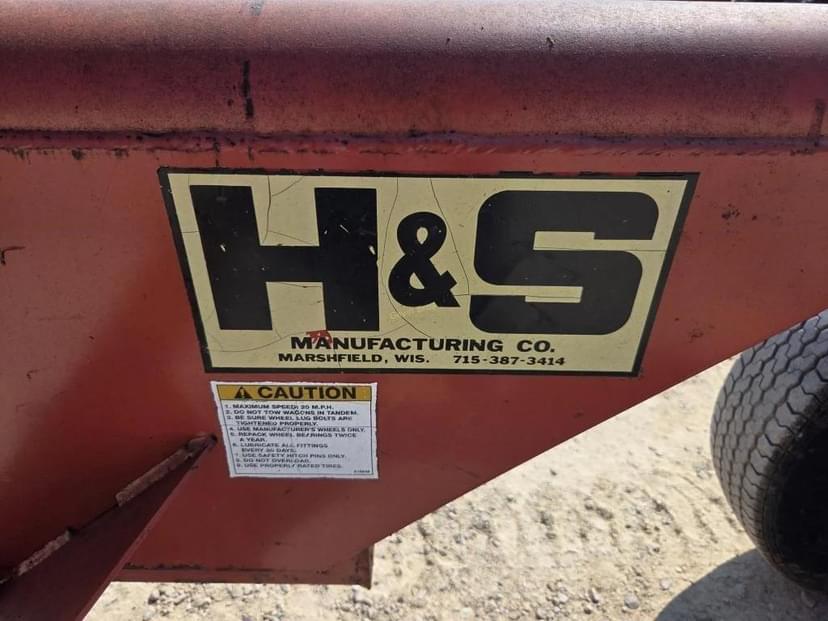 H&S
MANUFACTURING CO.
MARSHFIELD, WIS. 715-387-3414
CAUTION
1. MAXIMUM SPEED: 20 M.P.H.
2. DO NOT TOW WAGONS IN TANDEM.
3. BE SURE WHEEL LUG BOLTS ARE
TIGHTENED PROPERLY.
4. USE MANUFACTURER'S WHEELS ONLY.
5. REPACK WHEEL BEARINGS TWICE
A YEAR.
6. LUBRICATE ALL FITTINGS
EVERY 30 DAYS.
7. USE SAFETY HITCH PINS ONLY.
8. DO NOT OVERLOAD.
9. USE PROPERLY RATED TIRES.